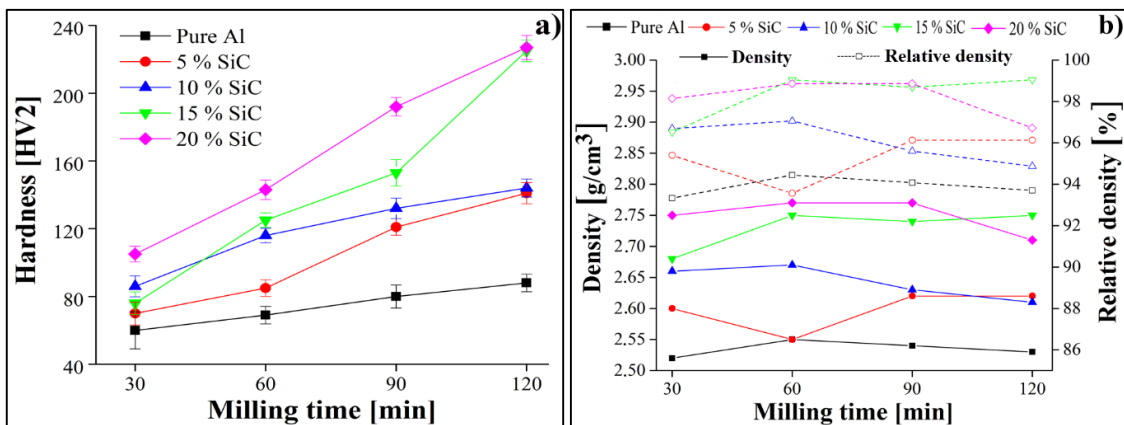 a)
Pure Al
5 % SiC
10 % SiC
15 % SiC
20 % SiC
Hardness [HV2]
240
200
160
120
80
40
30 60 90 120
Milling time [min]
Pure Al 5 % SiC 10 % SiC 15 % SiC 20 % SiC
b)
Density Relative density
Density [g/cm³]
3.00
2.95
2.90
2.85
2.80
2.75
2.70
2.65
2.60
2.55
2.50
100
98
96
94
92
90
88
86
Relative density [%]
30 60 90 120
Milling time [min]